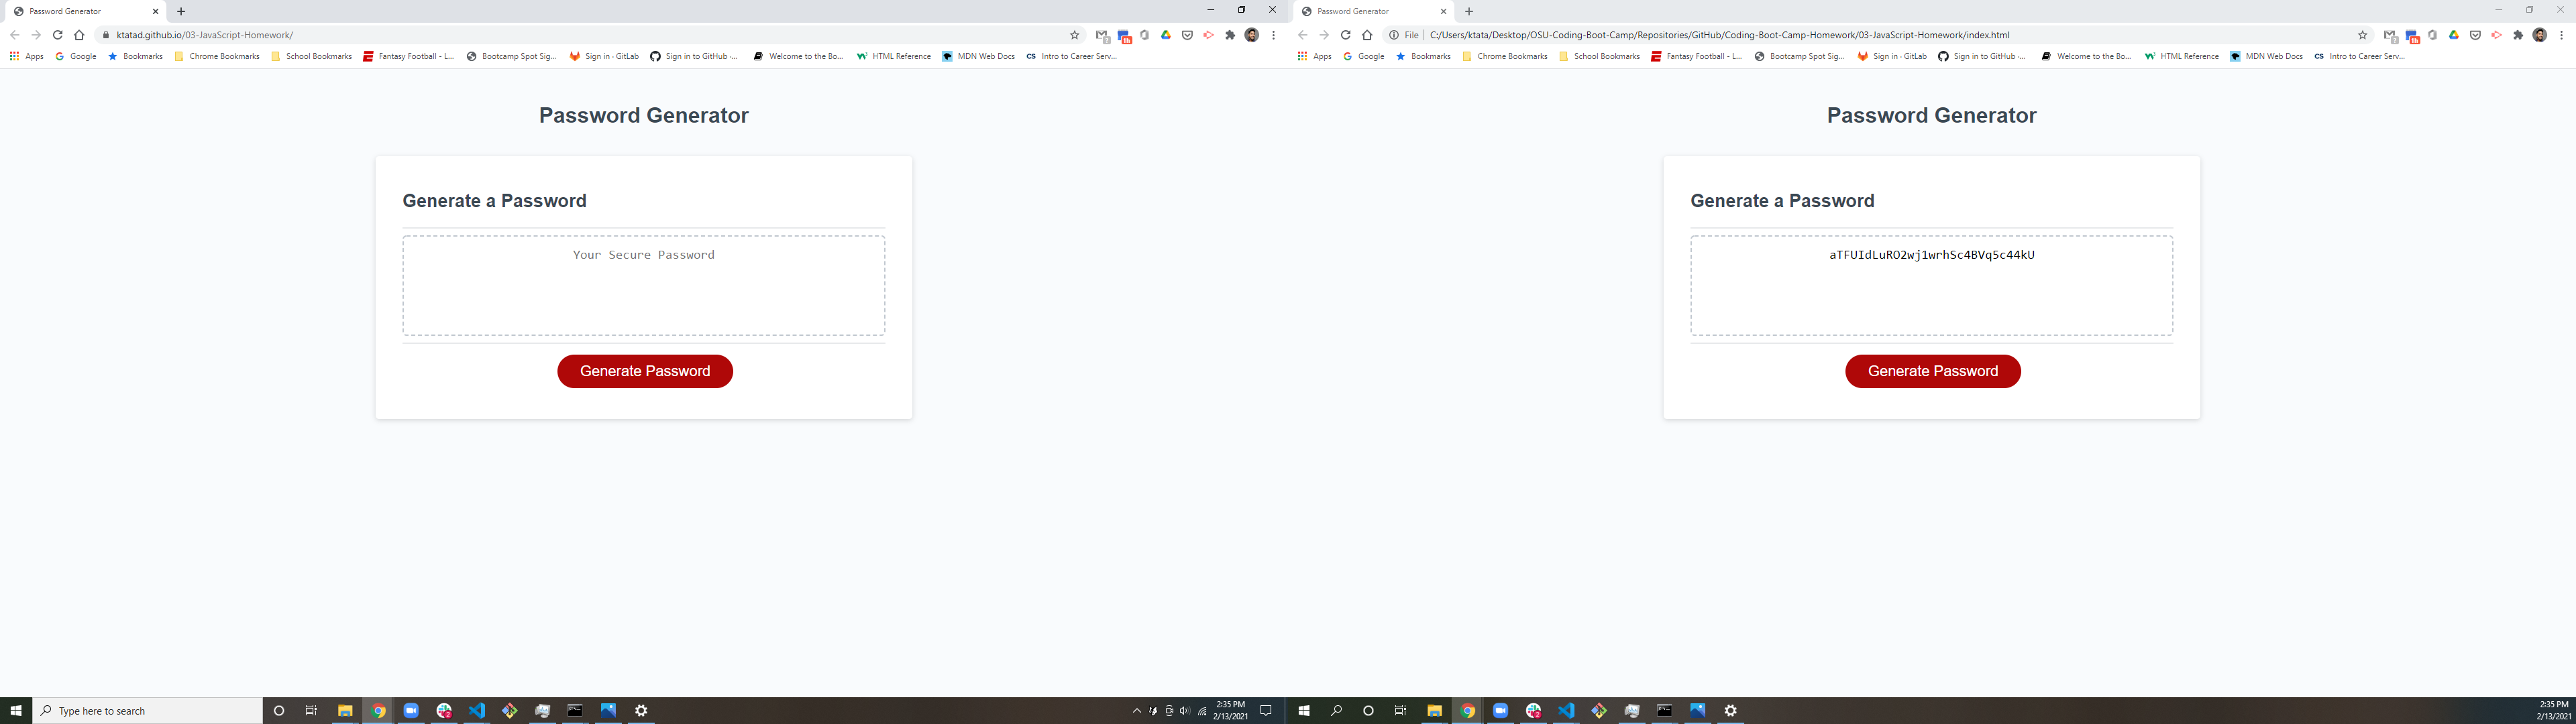 Password Generator
ktatad.github.io/03-JavaScript-Homework/
Apps Google Bookmarks Chrome Bookmarks School Bookmarks Fantasy Football - L... Bootcamp Spot Sig... Sign in · GitLab Sign in to GitHub ·... Welcome to the Bo... HTML Reference MDN Web Docs CS Intro to Career Serv...
Password Generator
Generate a Password
Your Secure Password
Generate Password
Type here to search
2:35 PM
2/13/2021
Password Generator
File C:/Users/ktata/Desktop/OSU-Coding-Boot-Camp/Repositories/GitHub/Coding-Boot-Camp-Homework/03-JavaScript-Homework/index.html
Apps Google Bookmarks Chrome Bookmarks School Bookmarks Fantasy Football - L... Bootcamp Spot Sig... Sign in · GitLab Sign in to GitHub ·... Welcome to the Bo... HTML Reference MDN Web Docs CS Intro to Career Serv...
Password Generator
Generate a Password
aTFUIdLuRO2wj1wrhSc4BVq5c44kU
Generate Password
2:35 PM
2/13/2021